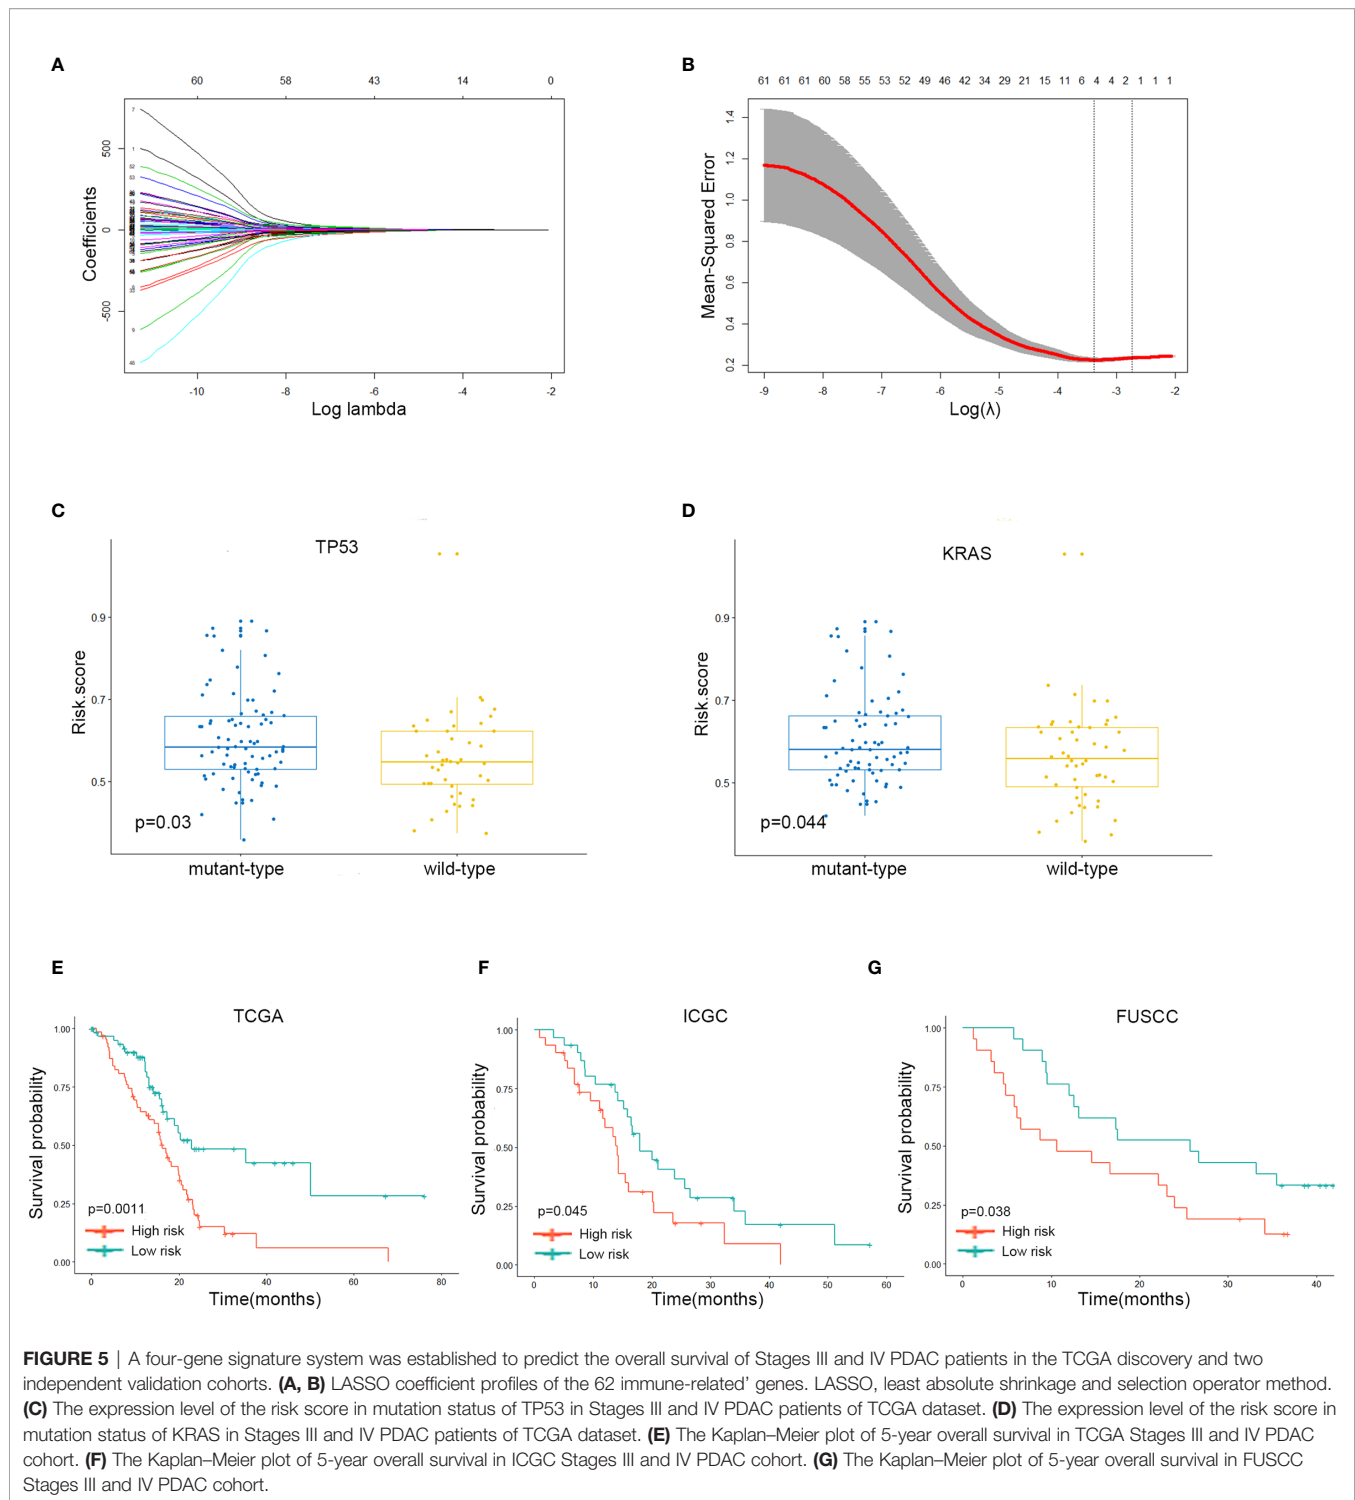 A
60 58 43 14 0
500
0
-500
Coefficients
7
1
52
53
9
48
-10 -8 -6 -4 -2
Log lambda
B
61 61 61 60 58 55 53 52 49 46 42 34 29 21 15 11 6 4 4 2 1 1 1
1.4
1.2
1.0
0.8
0.6
0.4
0.2
Mean-Squared Error
-9 -8 -7 -6 -5 -4 -3 -2
Log(λ)
C
TP53
0.9
0.7
0.5
Risk.score
p=0.03
mutant-type wild-type
D
KRAS
0.9
0.7
0.5
Risk.score
p=0.044
mutant-type wild-type
E
TCGA
1.00
0.75
0.50
0.25
0.00
Survival probability
p=0.0011
High risk
Low risk
0 20 40 60 80
Time(months)
F
ICGC
1.00
0.75
0.50
0.25
0.00
Survival probability
p=0.045
High risk
Low risk
0 10 20 30 40 50 60
Time(months)
G
FUSCC
1.00
0.75
0.50
0.25
0.00
Survival probability
p=0.038
High risk
Low risk
0 10 20 30 40
Time(months)
FIGURE 5 | A four-gene signature system was established to predict the overall survival of Stages III and IV PDAC patients in the TCGA discovery and two
independent validation cohorts. (A, B) LASSO coefficient profiles of the 62 immune-related’ genes. LASSO, least absolute shrinkage and selection operator method.
(C) The expression level of the risk score in mutation status of TP53 in Stages III and IV PDAC patients of TCGA dataset. (D) The expression level of the risk score in
mutation status of KRAS in Stages III and IV PDAC patients of TCGA dataset. (E) The Kaplan–Meier plot of 5-year overall survival in TCGA Stages III and IV PDAC
cohort. (F) The Kaplan–Meier plot of 5-year overall survival in ICGC Stages III and IV PDAC cohort. (G) The Kaplan–Meier plot of 5-year overall survival in FUSCC
Stages III and IV PDAC cohort.